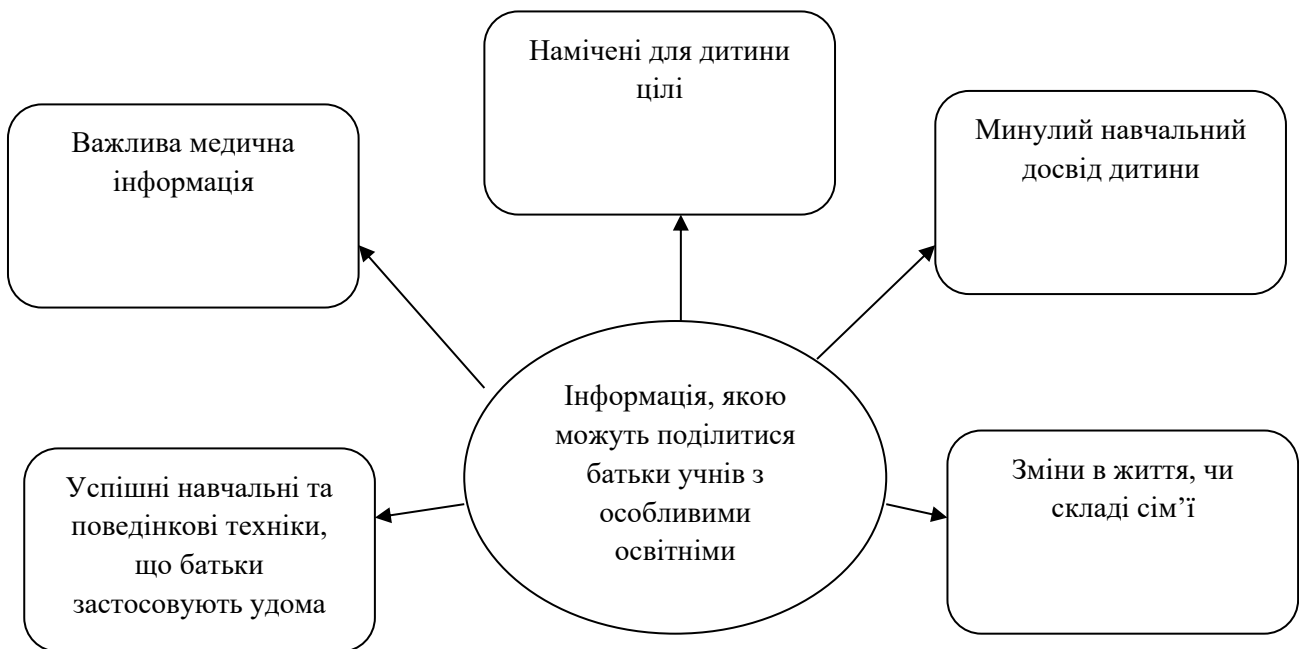 Намічені для дитини
цілі
Важлива медична
інформація
Минулий навчальний
досвід дитини
Інформація, якою
можуть поділитися
батьки учнів з
особливими
освітніми
Успішні навчальні та
поведінкові техніки,
що батьки
застосовують удома
Зміни в життя, чи
складі сім’ї